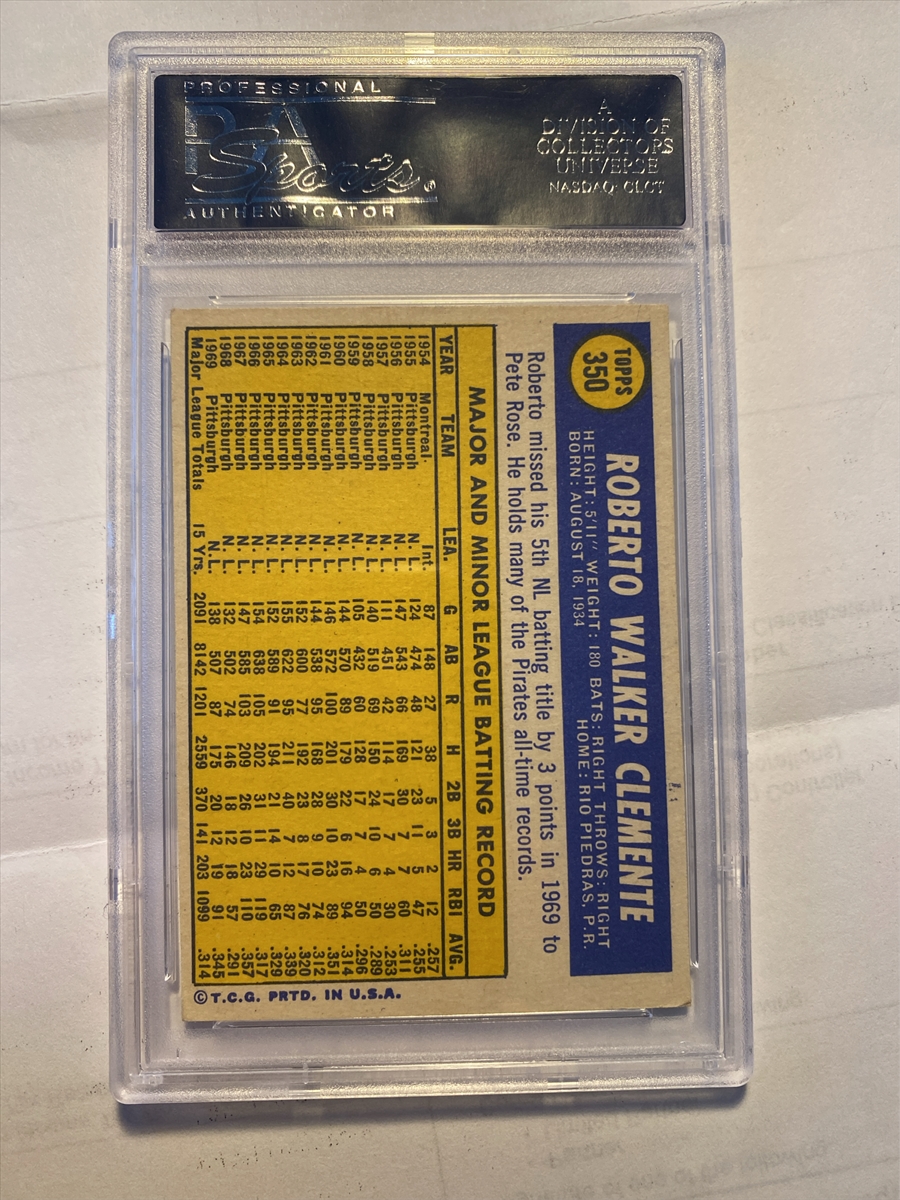 PROFESSIONAL
PSA
Sports®
AUTHENTICATOR
A
DIVISION OF
COLLECTORS
UNIVERSE
NASDAQ: CLCT
TOPPS
350
ROBERTO WALKER CLEMENTE
HEIGHT: 5'11" WEIGHT: 180 BATS: RIGHT THROWS: RIGHT
BORN: AUGUST 18, 1934 HOME: RIO PIEDRAS, P.R.
Roberto missed his 5th NL batting title by 3 points in 1969 to
Pete Rose. He holds many of the Pirates all-time records.
MAJOR AND MINOR LEAGUE BATTING RECORD
YEAR TEAM LEA. G AB R H 2B 3B HR RBI AVG.
1954 Montreal Int. 87 148 27 38 5 3 2 12 .257
1955 Pittsburgh N. L. 124 474 48 121 23 11 5 47 .255
1956 Pittsburgh N. L. 147 543 66 169 30 7 7 60 .311
1957 Pittsburgh N. L. 111 451 42 114 17 7 4 30 .253
1958 Pittsburgh N. L. 140 519 69 150 24 10 6 50 .289
1959 Pittsburgh N. L. 105 432 60 128 17 7 4 50 .296
1960 Pittsburgh N. L. 144 570 89 179 22 6 16 94 .314
1961 Pittsburgh N. L. 146 572 100 201 30 10 23 89 .351
1962 Pittsburgh N. L. 144 538 95 168 28 9 10 74 .312
1963 Pittsburgh N. L. 152 600 77 192 23 8 17 76 .320
1964 Pittsburgh N. L. 155 622 95 211 40 7 12 87 .339
1965 Pittsburgh N. L. 152 589 91 194 21 14 10 65 .329
1966 Pittsburgh N. L. 154 638 105 202 31 11 29 119 .317
1967 Pittsburgh N. L. 147 585 103 209 26 10 23 110 .357
1968 Pittsburgh N. L. 132 502 74 146 18 12 18 57 .291
1969 Pittsburgh N. L. 138 507 87 175 20 12 19 91 .345
Major League Totals 15 Yrs. 2091 8142 1201 2559 370 141 203 1099 .314
© T.C.G. PRTD. IN U.S.A.